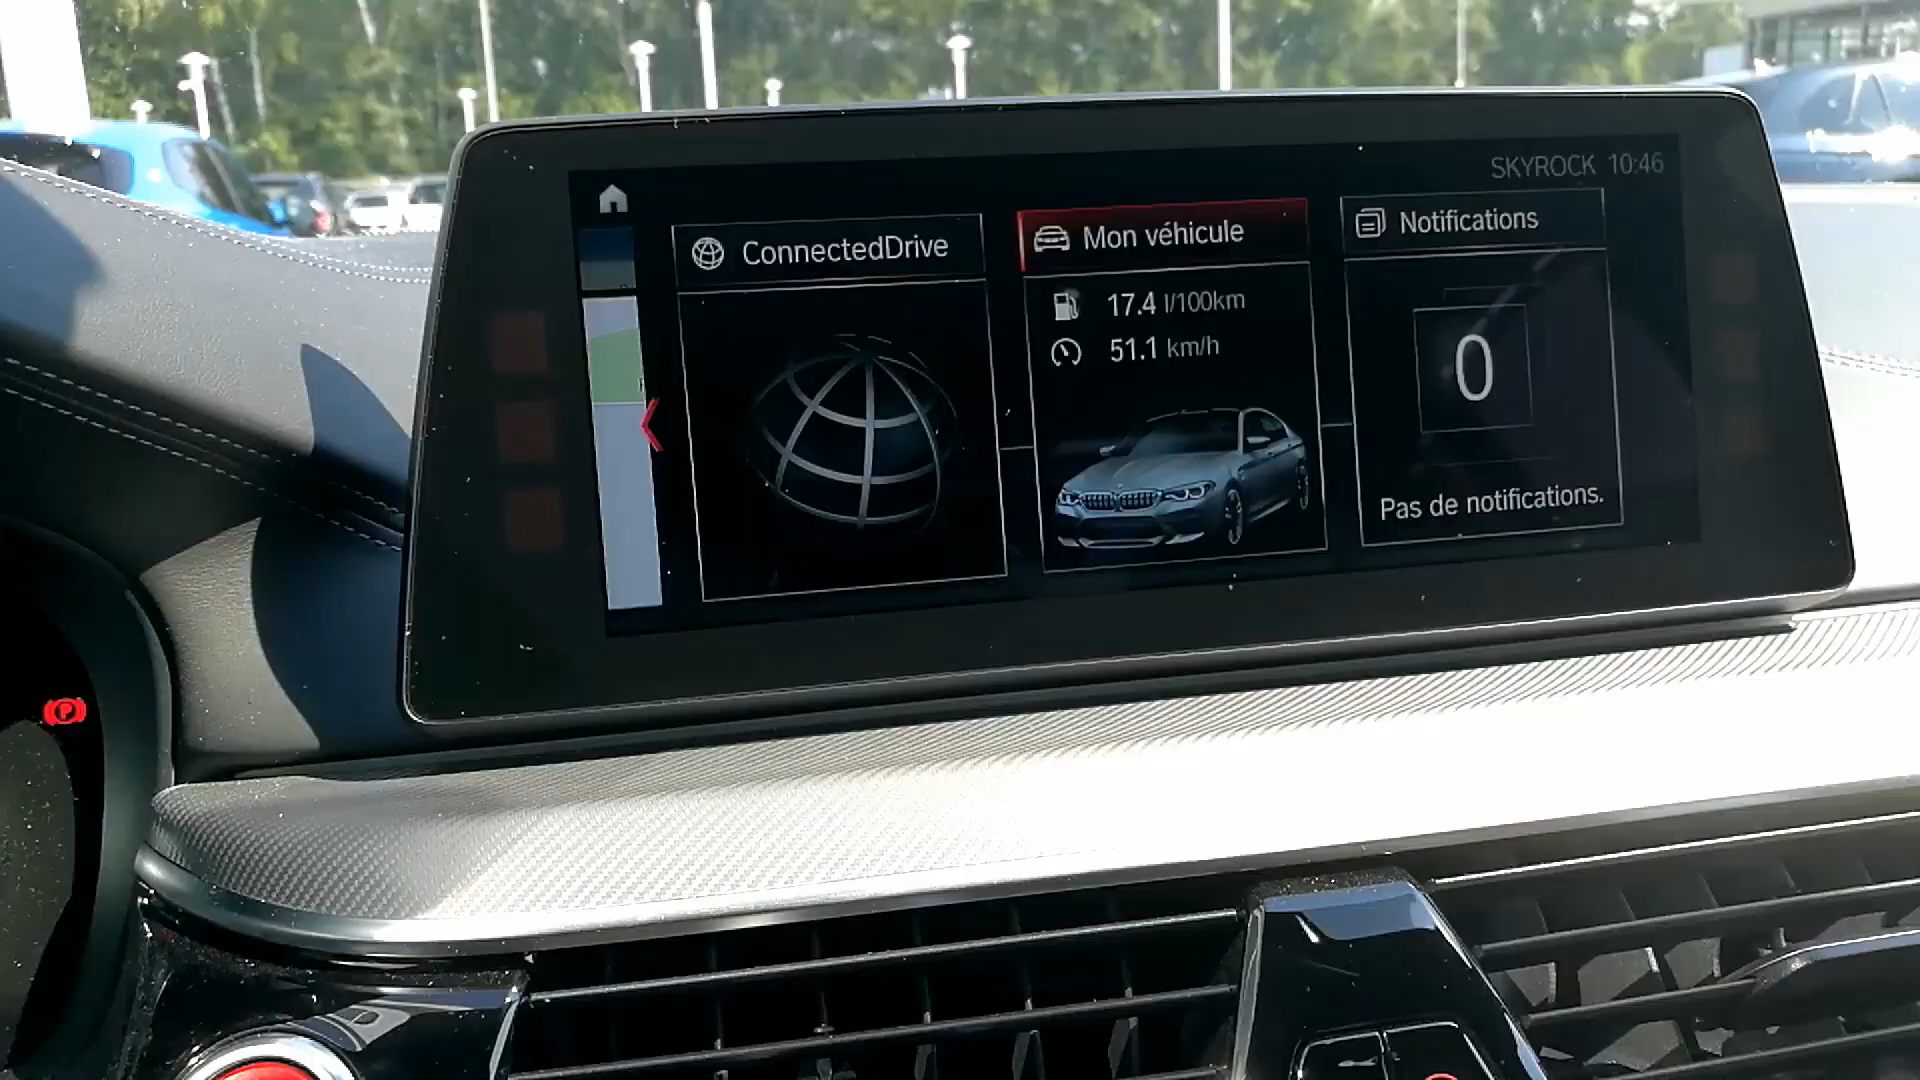 SKYROCK 10:46
ConnectedDrive
Mon véhicule
17.4 l/100km
51.1 km/h
Notifications
0
Pas de notifications.
P